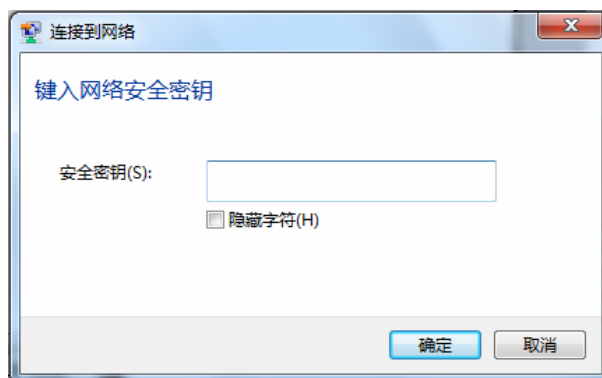 连接到网络
键入网络安全密钥
安全密钥(S):
隐藏字符(H)
确定
取消